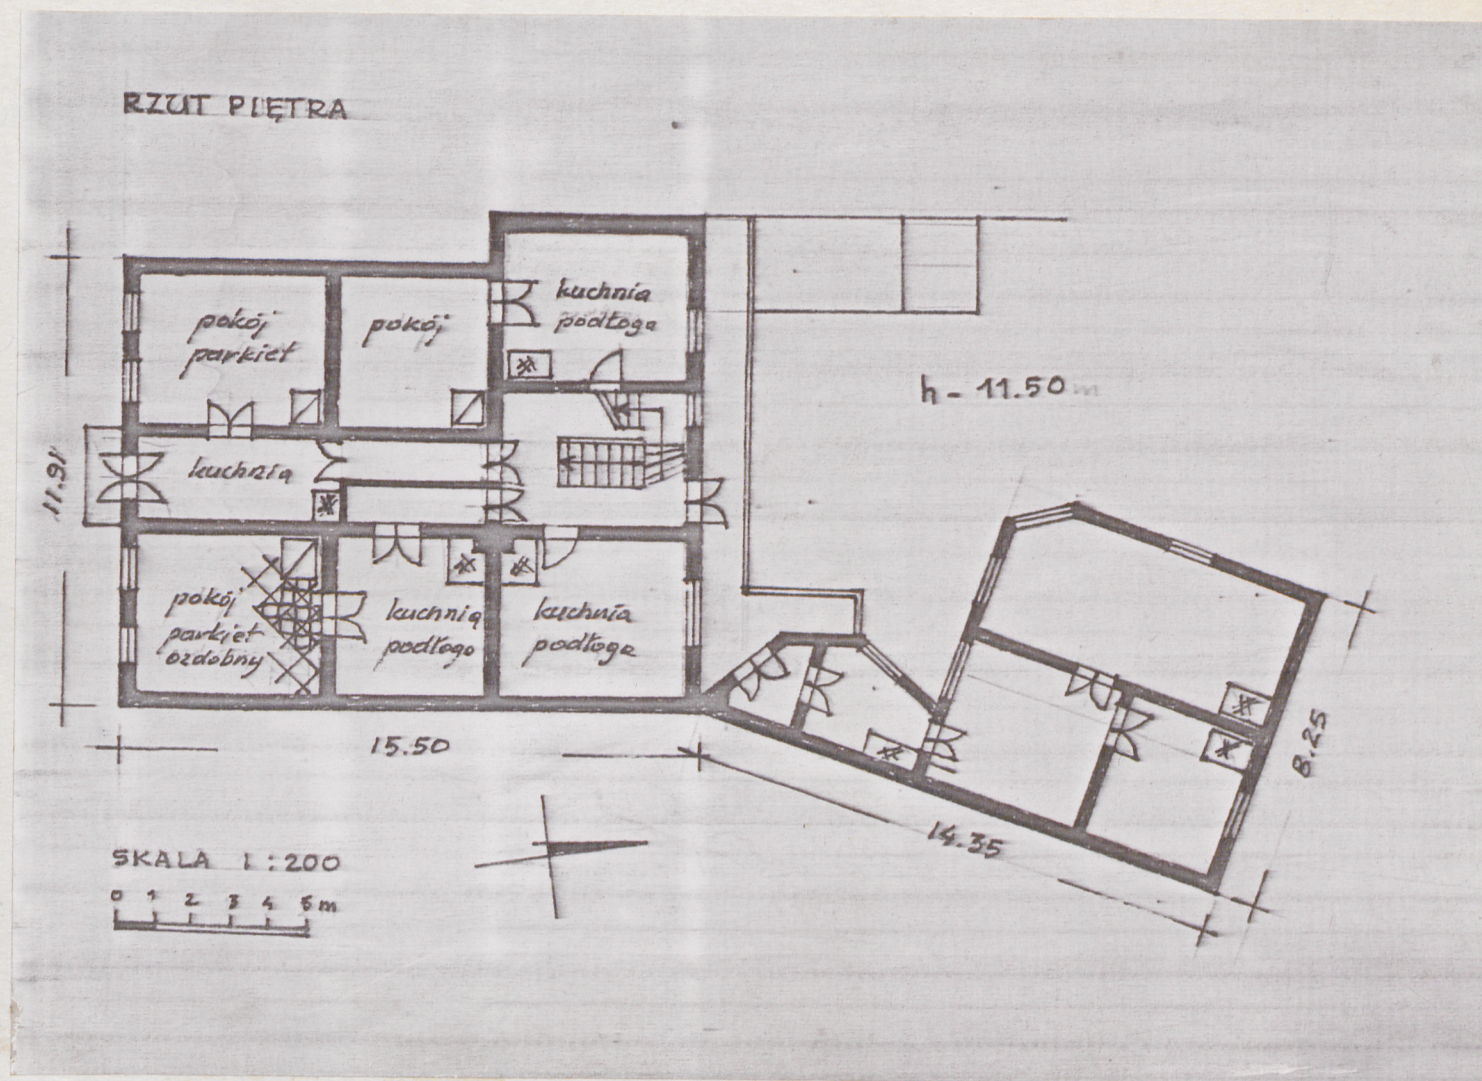 RZUT PIĘTRA
kuchnia
podłoga
pokój
parkiet
pokój
h - 11.50 m
kuchnia
11.91
pokój
parkiet
ozdobny
kuchnia
podłoga
kuchnia
podłoga
15.50
8.25
14.35
SKALA 1:200
0 1 2 3 4 5 m